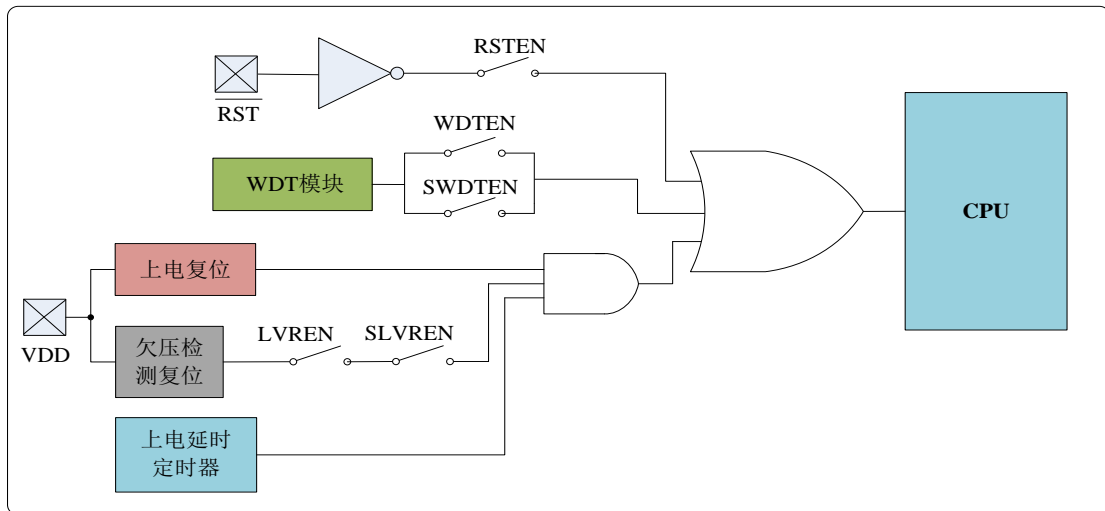 RSTEN
RST
WDTEN
WDT模块
SWDTEN
CPU
上电复位
VDD
LVREN
SLVREN
欠压检
测复位
上电延时
定时器